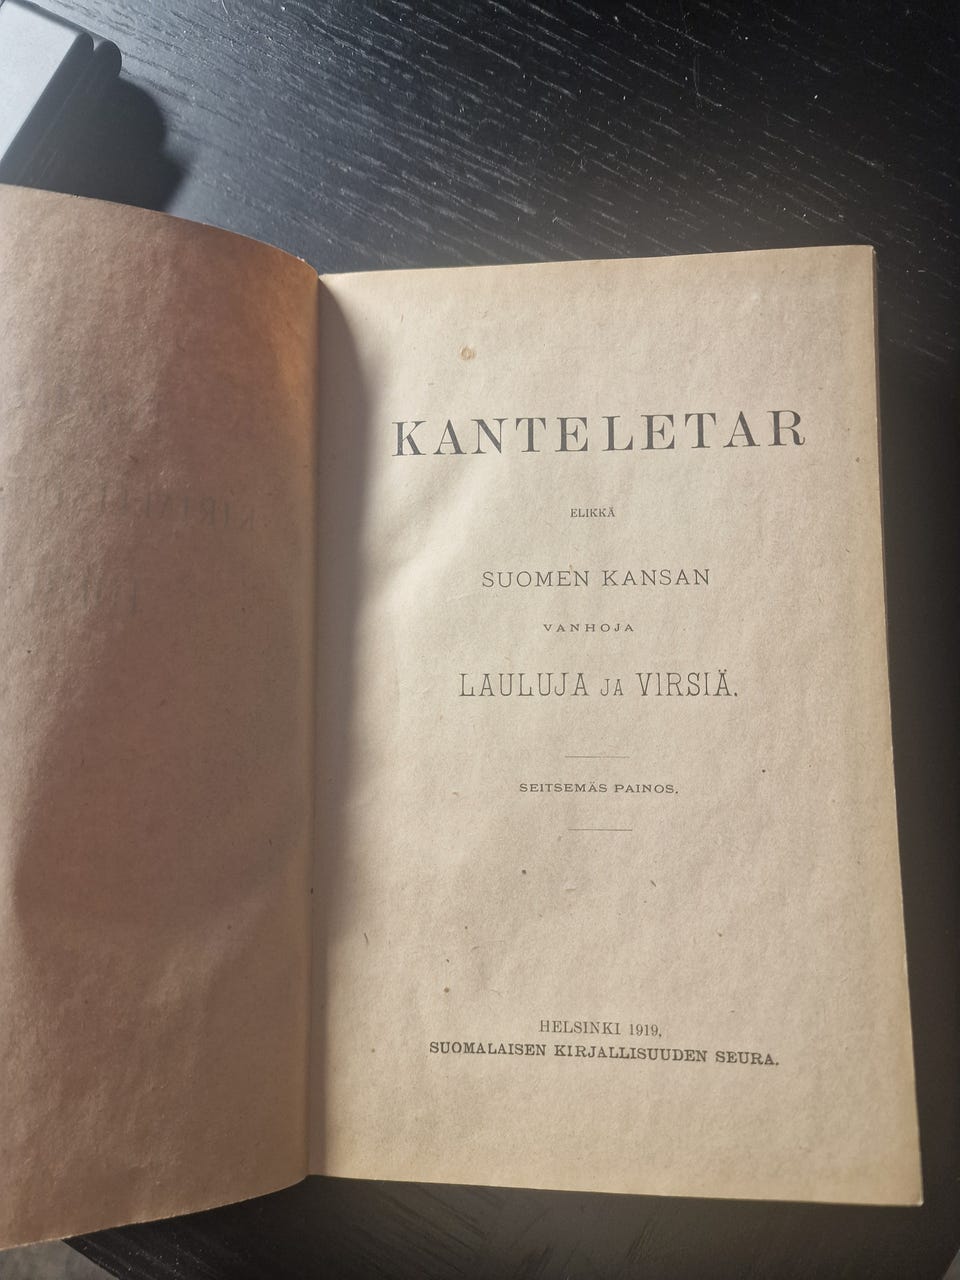 KANTELETAR
ELIKKÄ
SUOMEN KANSAN
VANHOJA
LAULUJA JA VIRSIÄ.
SEITSEMÄS PAINOS.
HELSINKI 1919,
SUOMALAISEN KIRJALLISUUDEN SEURA.